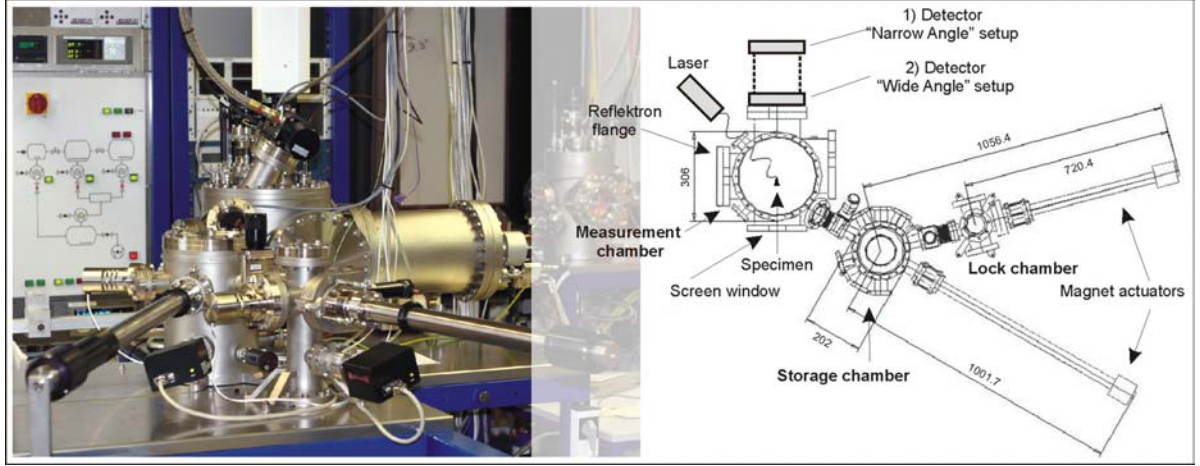 1) Detector
"Narrow Angle" setup
2) Detector
"Wide Angle" setup
Laser
Reflektron
flange
306
1056.4
720.4
Measurement
chamber
Specimen
Screen window
Lock chamber
Magnet actuators
202
Storage chamber
1001.7